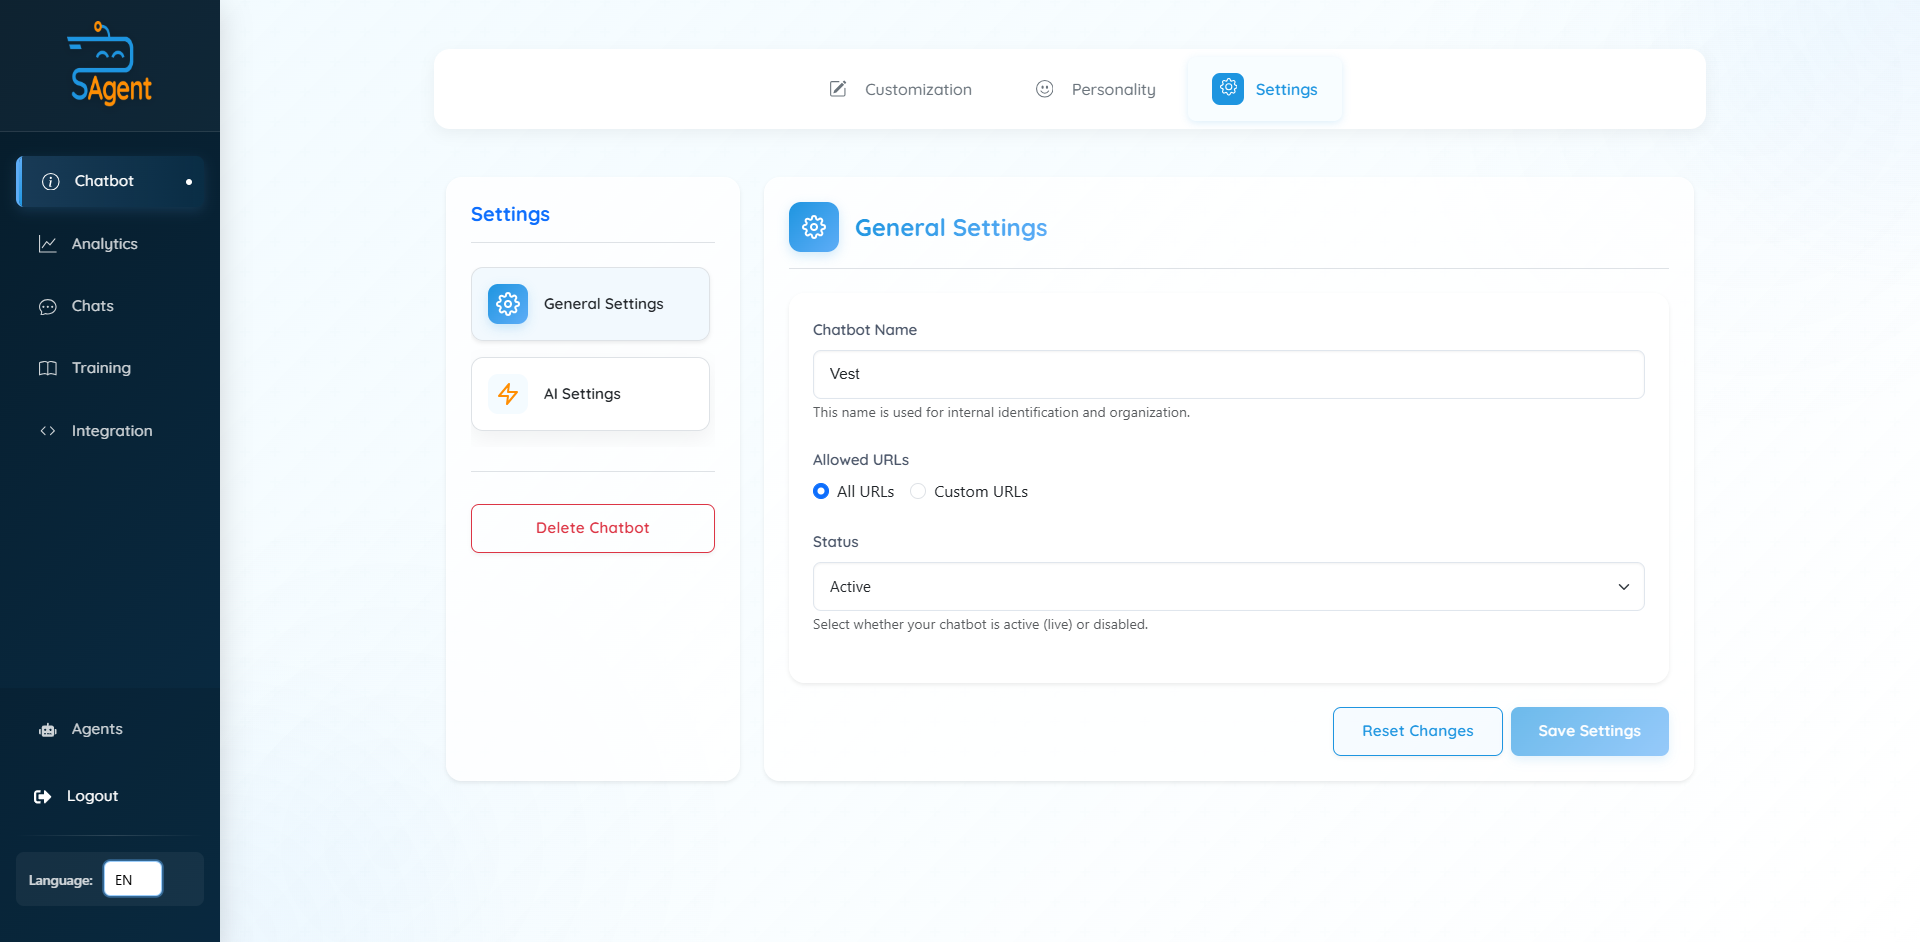 SAgent
Chatbot
Analytics
Chats
Training
Integration
Agents
Logout
Language: EN
Customization
Personality
Settings
Settings
General Settings
AI Settings
Delete Chatbot
General Settings
Chatbot Name
Vest
This name is used for internal identification and organization.
Allowed URLs
All URLs
Custom URLs
Status
Active
Select whether your chatbot is active (live) or disabled.
Reset Changes
Save Settings